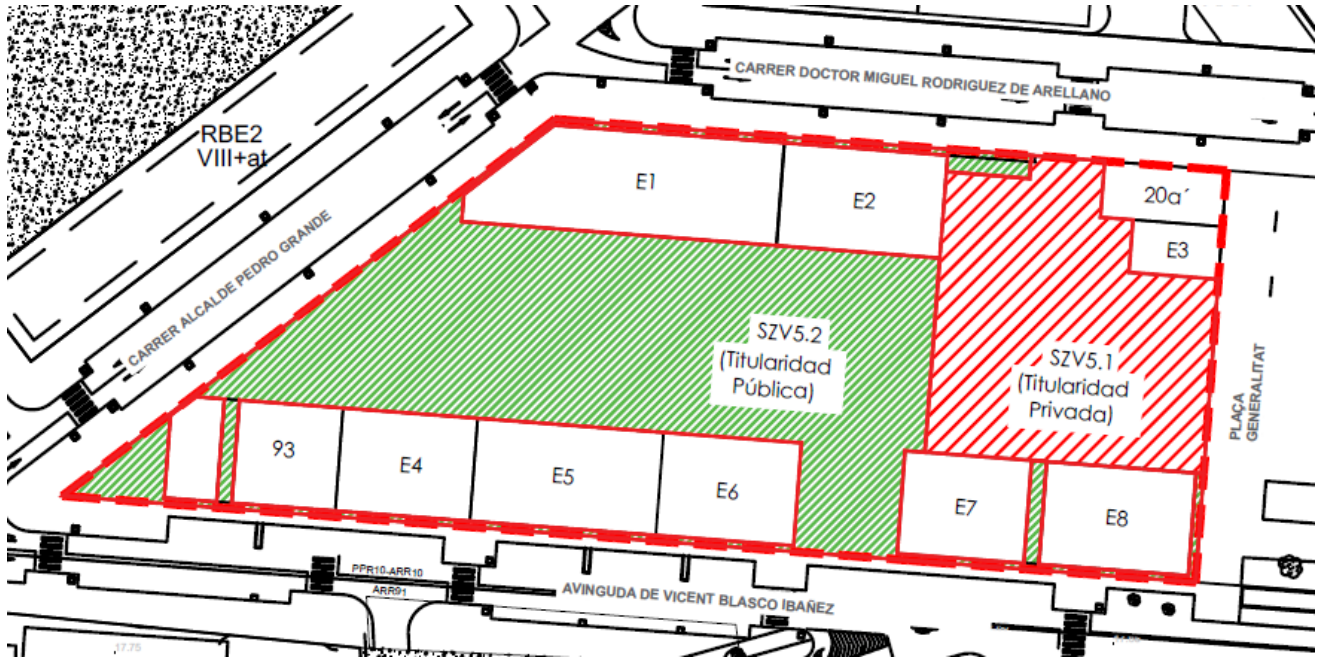 CARRER DOCTOR MIGUEL RODRIGUEZ DE ARELLANO
RBE2
VIII+at
E1
E2
20a´
E3
CARRER ALCALDE PEDRO GRANDE
SZV5.2
(Titularidad
Pública)
SZV5.1
(Titularidad
Privada)
PLAÇA
GENERALITAT
93
E4
E5
E6
E7
E8
PPR10-ARR10
ARR91
AVINGUDA DE VICENT BLASCO IBAÑEZ
17.75